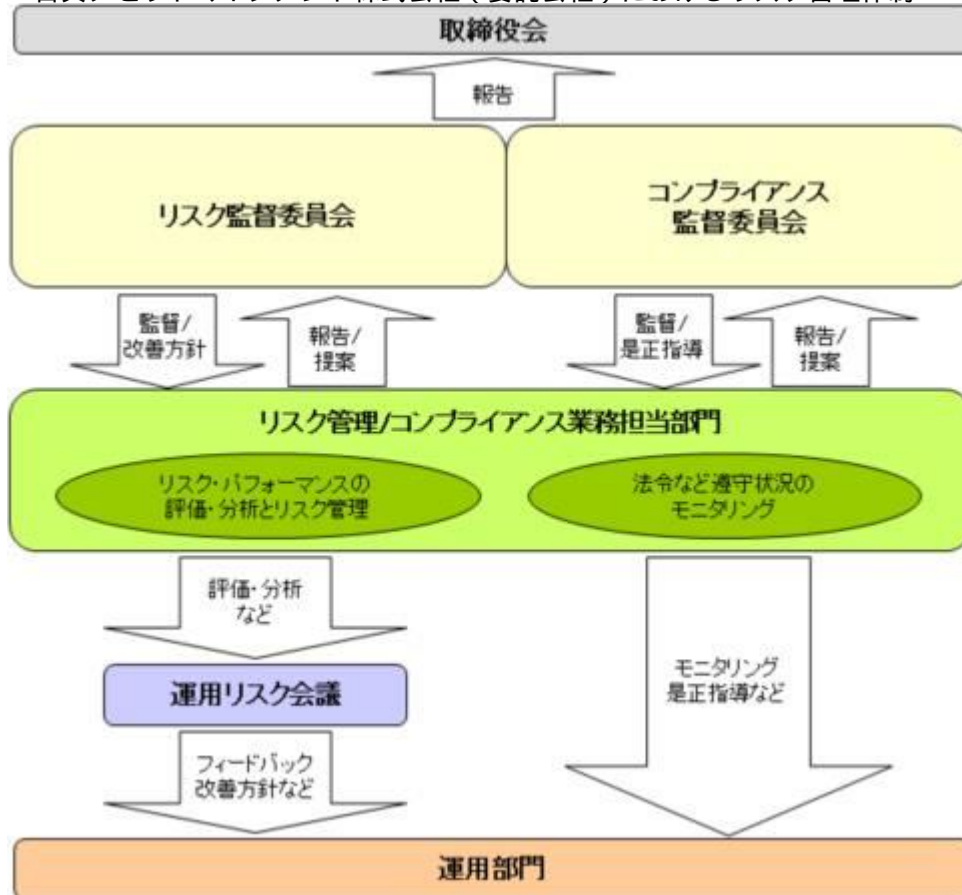 取締役会
報告
リスク監督委員会
コンプライアンス
監督委員会
監督/
改善方針
報告/
提案
監督/
是正指導
報告/
提案
リスク管理/コンプライアンス業務担当部門
リスク・パフォーマンスの
評価・分析とリスク管理
法令など遵守状況の
モニタリング
評価・分析
など
運用リスク会議
モニタリング
是正指導など
フィードバック
改善方針など
運用部門